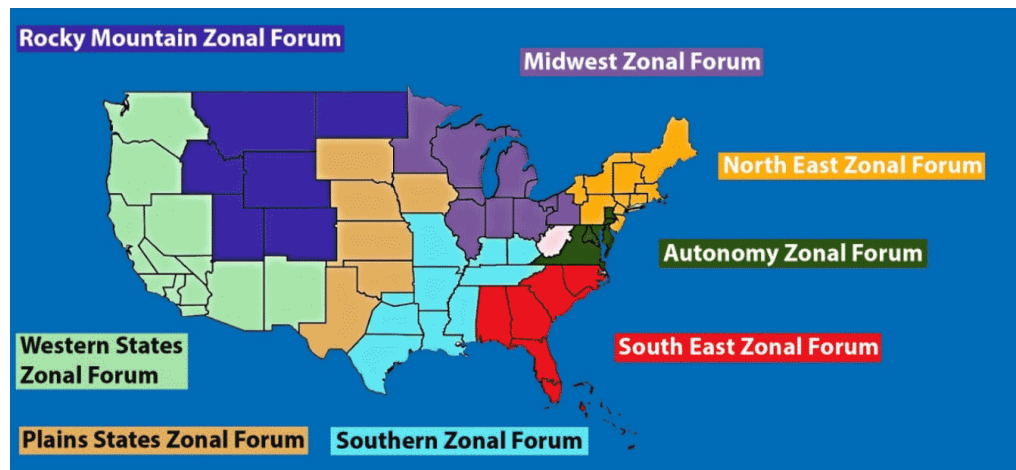 Rocky Mountain Zonal Forum
Midwest Zonal Forum
North East Zonal Forum
Autonomy Zonal Forum
South East Zonal Forum
Western States
Zonal Forum
Plains States Zonal Forum
Southern Zonal Forum